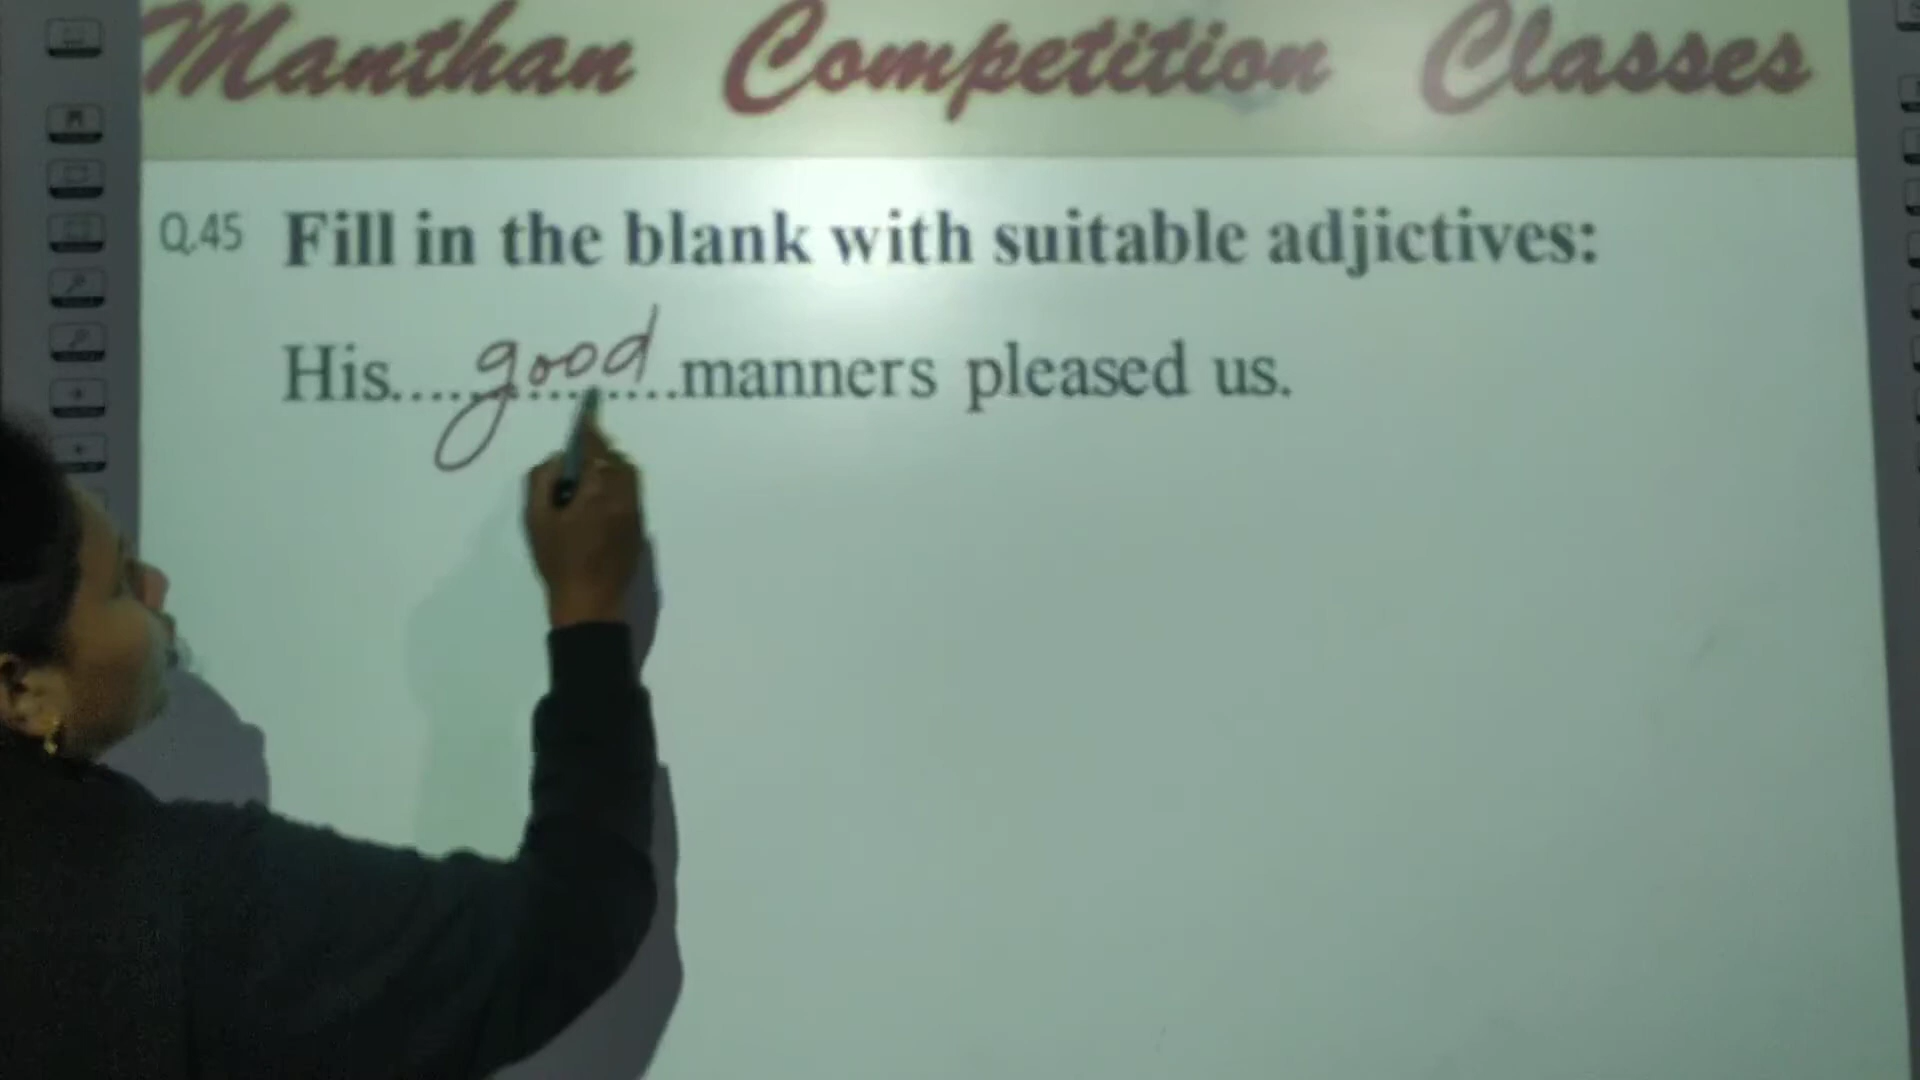 Manthan Competition Classes
Q.45 Fill in the blank with suitable adjictives:
His....good....manners pleased us.